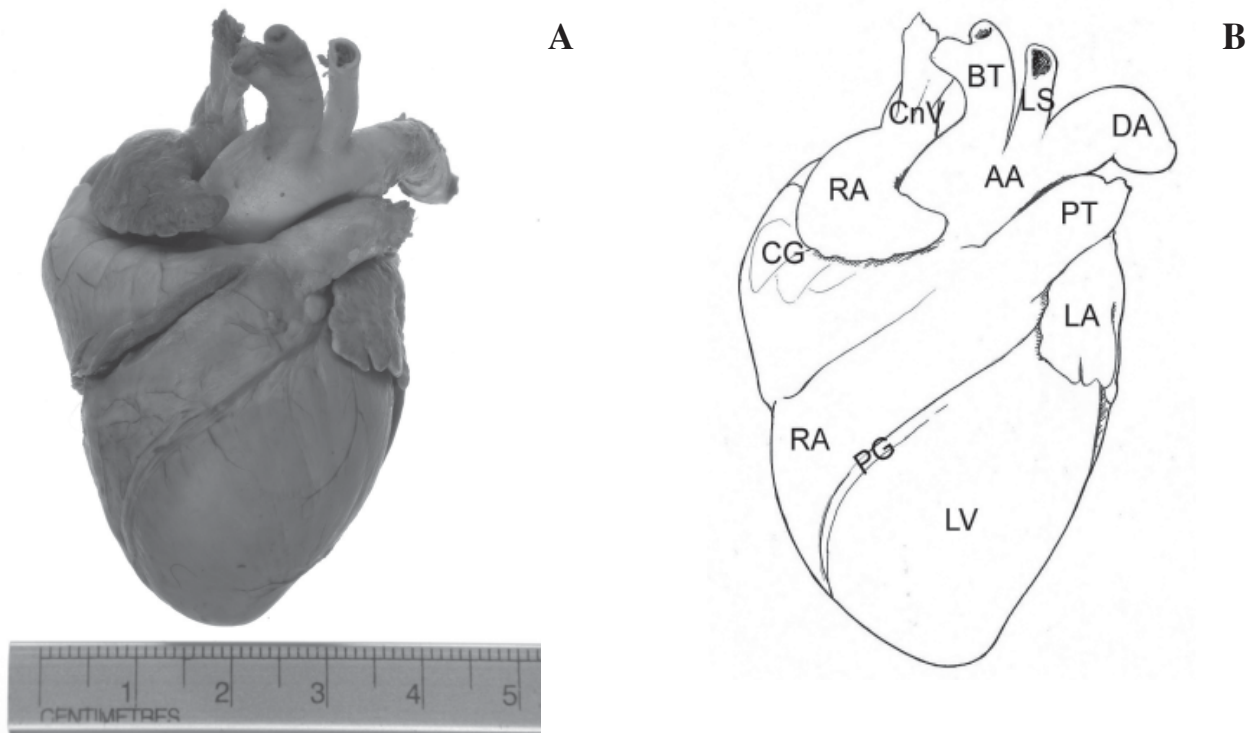 A
B
BT
CnV
LS
DA
RA
AA
PT
CG
LA
RA
PG
LV
1 2 3 4 5
CENTIMETRES